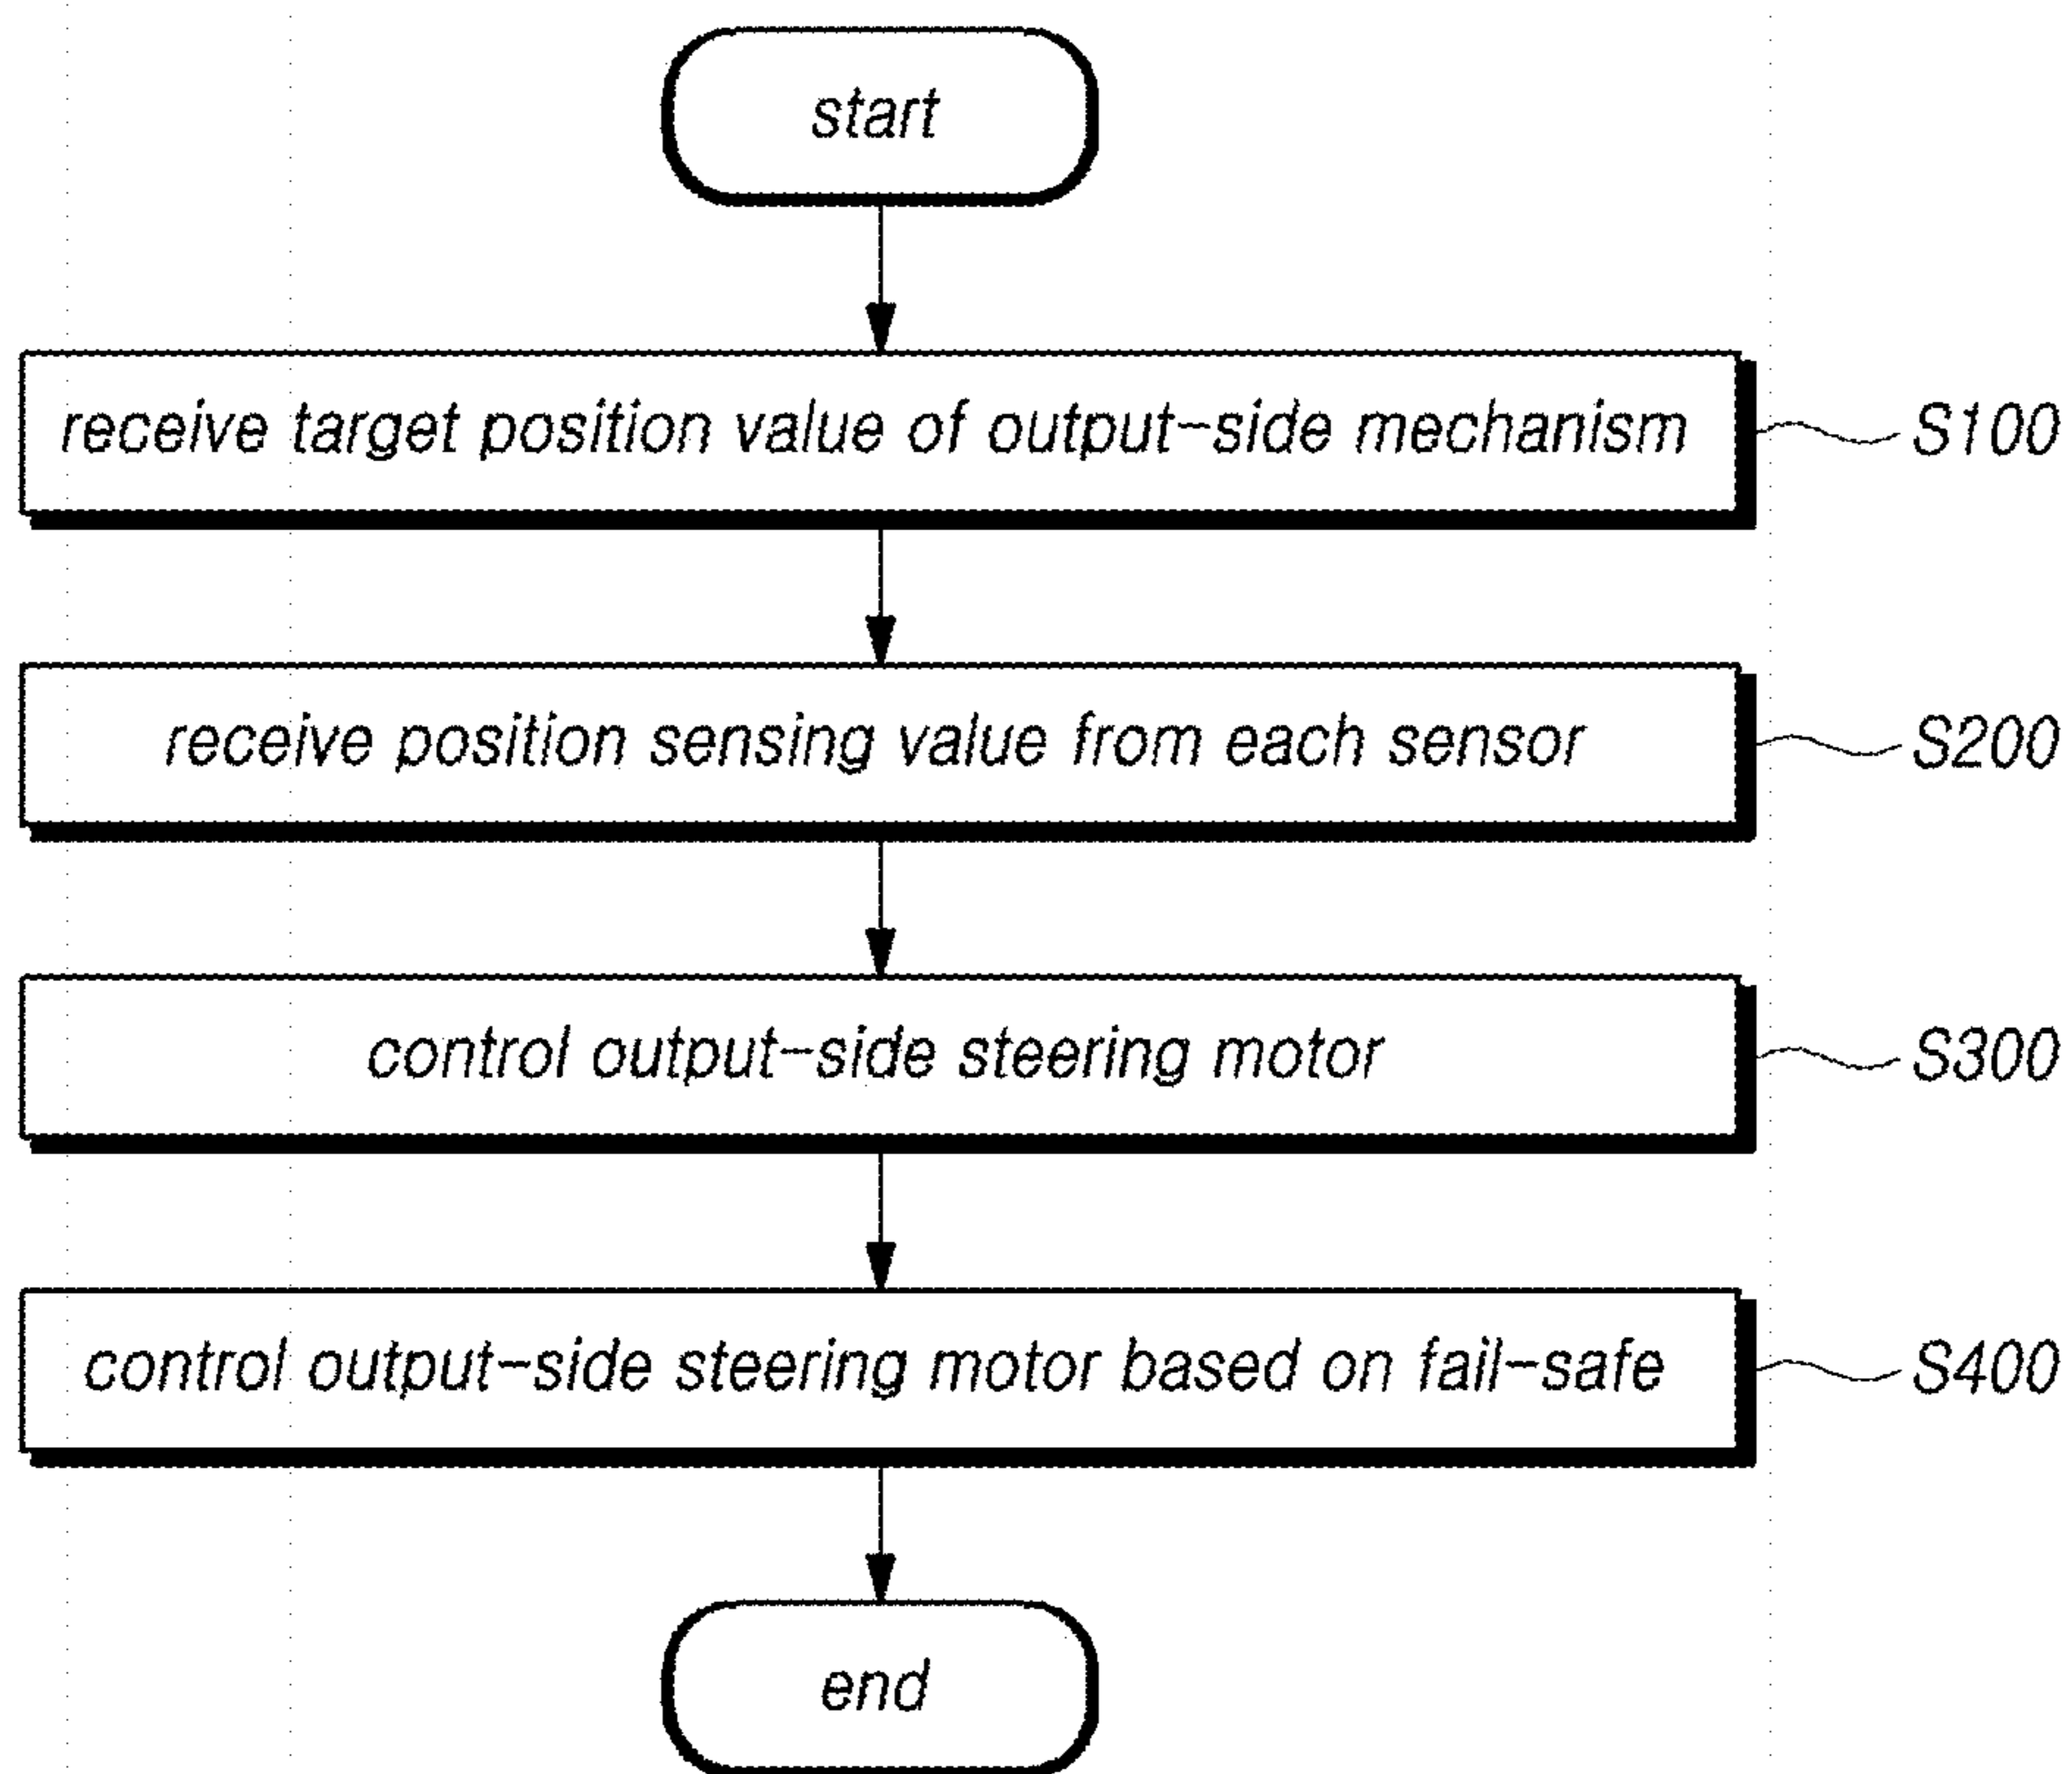 start
receive target position value of output-side mechanism
S100
receive position sensing value from each sensor
S200
control output-side steering motor
S300
control output-side steering motor based on fail-safe
S400
end